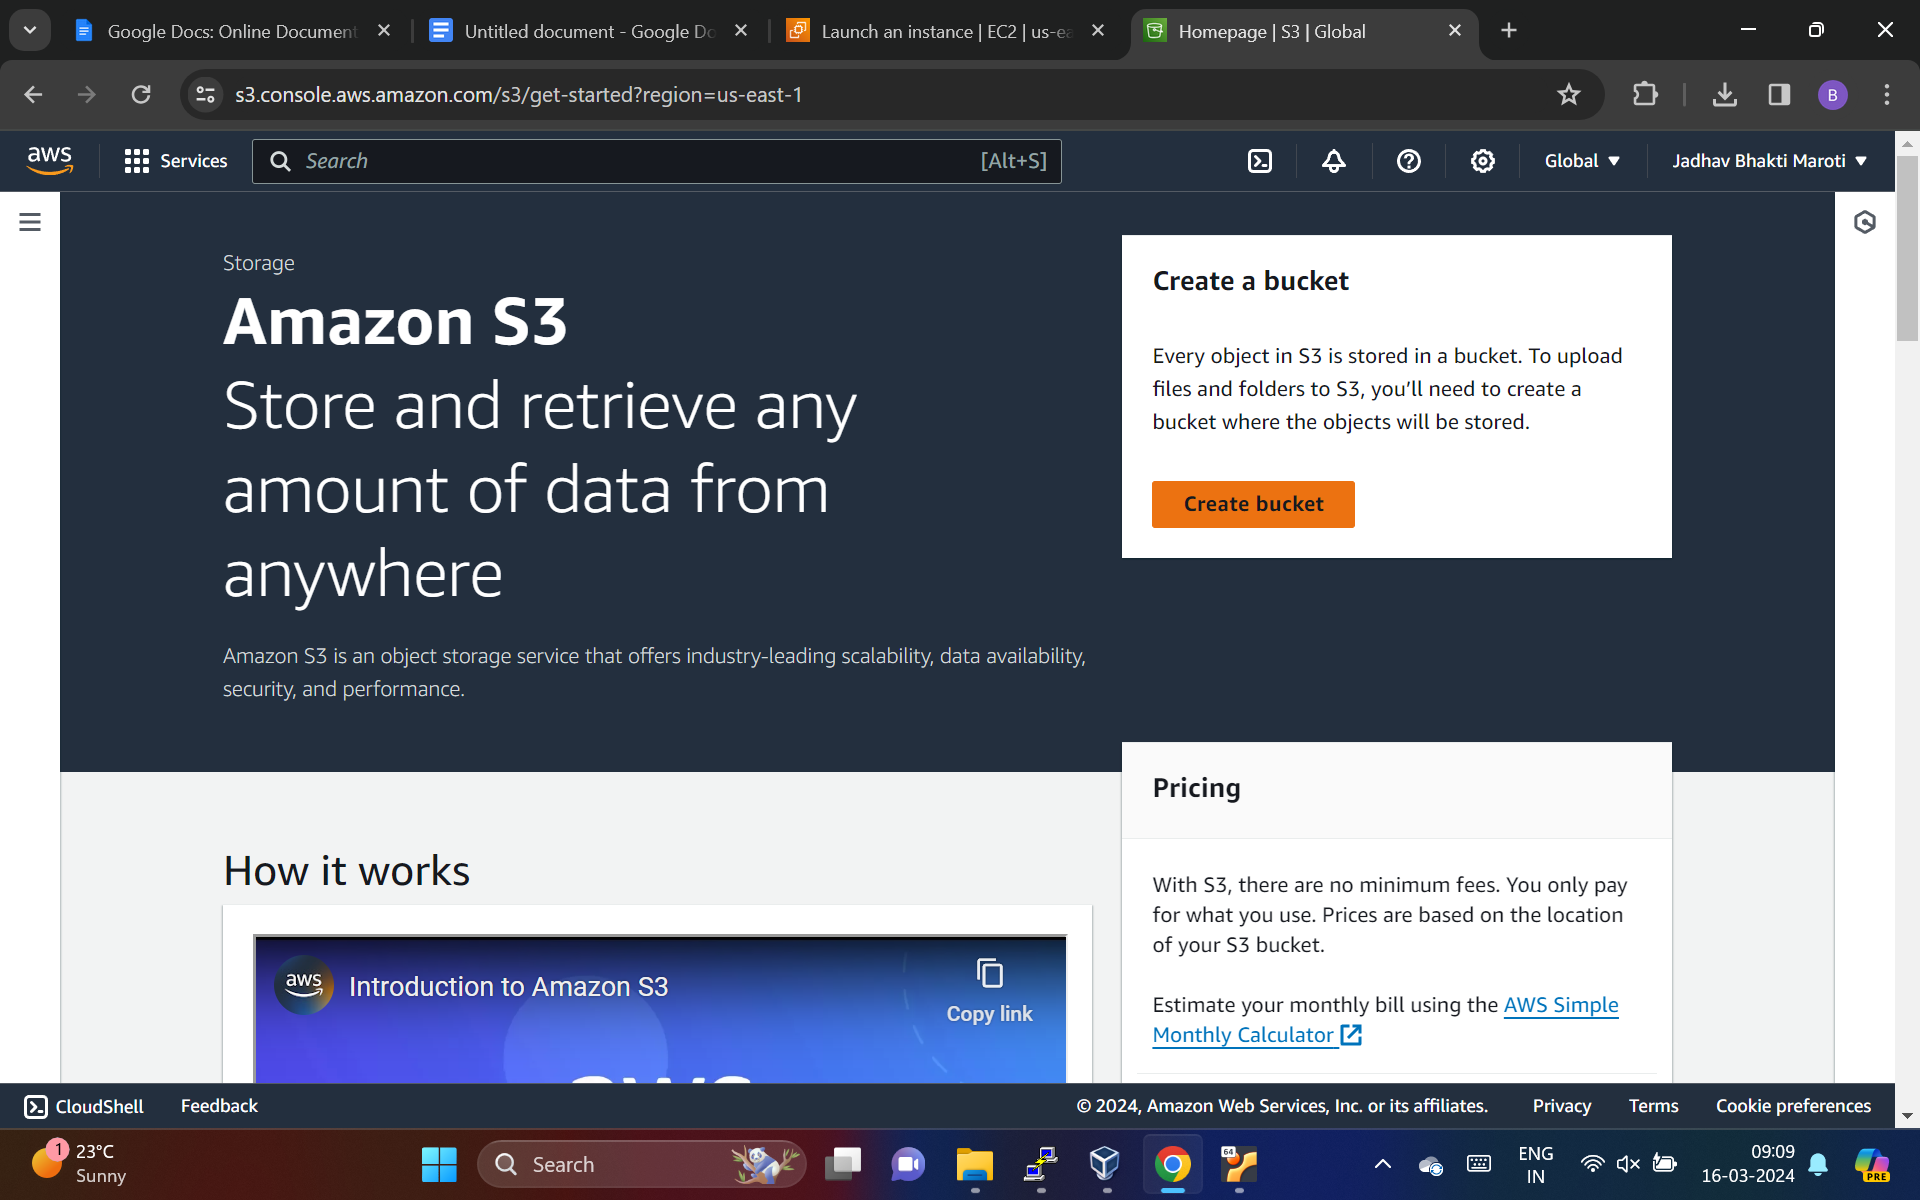 Google Docs: Online Document
Untitled document - Google Do
Launch an instance | EC2 | us-ea
Homepage | S3 | Global
s3.console.aws.amazon.com/s3/get-started?region=us-east-1
B
aws
Services
Search
[Alt+S]
Global
Jadhav Bhakti Maroti
Storage
Amazon S3
Store and retrieve any
amount of data from
anywhere
Amazon S3 is an object storage service that offers industry-leading scalability, data availability,
security, and performance.
Create a bucket
Every object in S3 is stored in a bucket. To upload
files and folders to S3, you’ll need to create a
bucket where the objects will be stored.
Create bucket
Pricing
With S3, there are no minimum fees. You only pay
for what you use. Prices are based on the location
of your S3 bucket.
Estimate your monthly bill using the AWS Simple
Monthly Calculator
How it works
aws
Introduction to Amazon S3
Copy link
aws
CloudShell
Feedback
© 2024, Amazon Web Services, Inc. or its affiliates.
Privacy
Terms
Cookie preferences
1
23°C
Sunny
Search
64
ENG
IN
09:09
16-03-2024
PRE